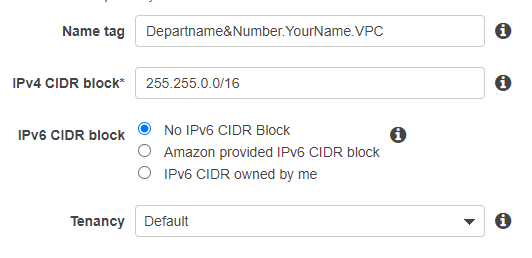 Name tag Departname&Number.YourName.VPC
IPv4 CIDR block* 255.255.0.0/16
IPv6 CIDR block No IPv6 CIDR Block
Amazon provided IPv6 CIDR block
IPv6 CIDR owned by me
Tenancy Default